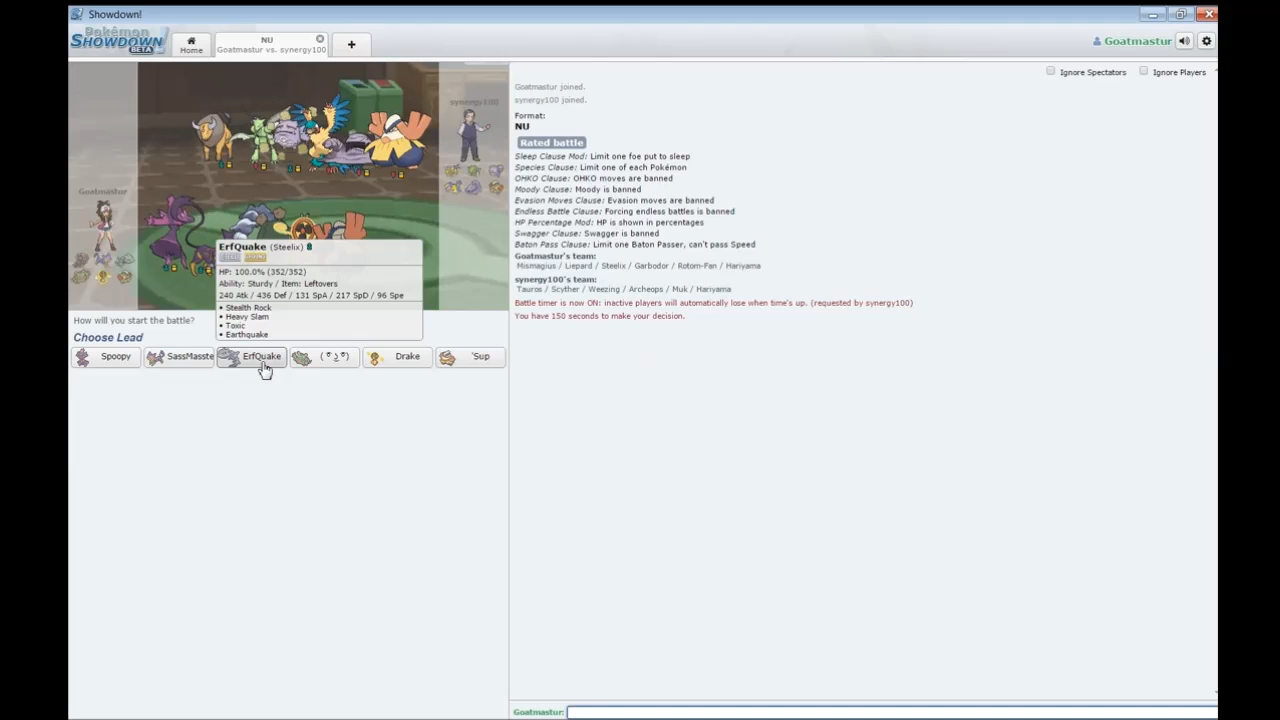 Showdown!
Pokémon
SHOWDOWN
BETA
Home
NU
Goatmastur vs. synergy100
+
Goatmastur
synergy100
Goatmastur
ErfQuake (Steelix)
HP: 100.0% (352/352)
Ability: Sturdy / Item: Leftovers
240 Atk / 436 Def / 131 SpA / 217 SpD / 96 Spe
• Stealth Rock
• Heavy Slam
• Toxic
• Earthquake
How will you start the battle?
Choose Lead
Spoopy
SassMasste
ErfQuake
( ͡° ͜ʖ ͡°)
Drake
'Sup
Ignore Spectators
Ignore Players
Goatmastur joined.
synergy100 joined.
Format:
NU
Rated battle
Sleep Clause Mod: Limit one foe put to sleep
Species Clause: Limit one of each Pokémon
OHKO Clause: OHKO moves are banned
Moody Clause: Moody is banned
Evasion Moves Clause: Evasion moves are banned
Endless Battle Clause: Forcing endless battles is banned
HP Percentage Mod: HP is shown in percentages
Swagger Clause: Swagger is banned
Baton Pass Clause: Limit one Baton Passer, can't pass Speed
Goatmastur's team:
Mismagius / Liepard / Steelix / Garbodor / Rotom-Fan / Hariyama
synergy100's team:
Tauros / Scyther / Weezing / Archeops / Muk / Hariyama
Battle timer is now ON: inactive players will automatically lose when time's up. (requested by synergy100)
You have 150 seconds to make your decision.
Goatmastur: